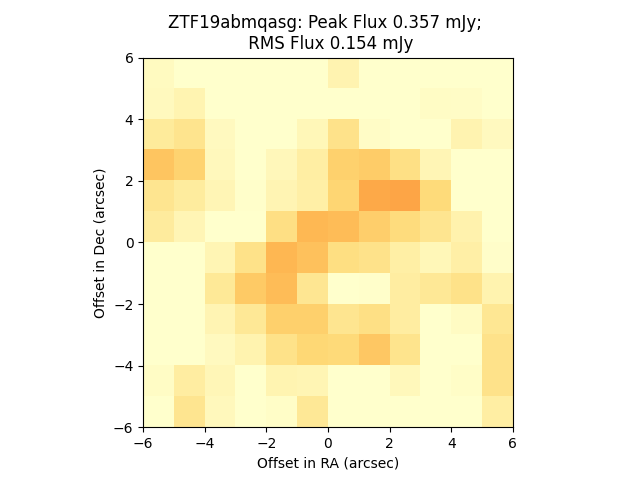 ZTF19abmqasg: Peak Flux 0.357 mJy;
RMS Flux 0.154 mJy
6
4
2
0
−2
−4
−6
Offset in Dec (arcsec)
−6 −4 −2 0 2 4 6
Offset in RA (arcsec)